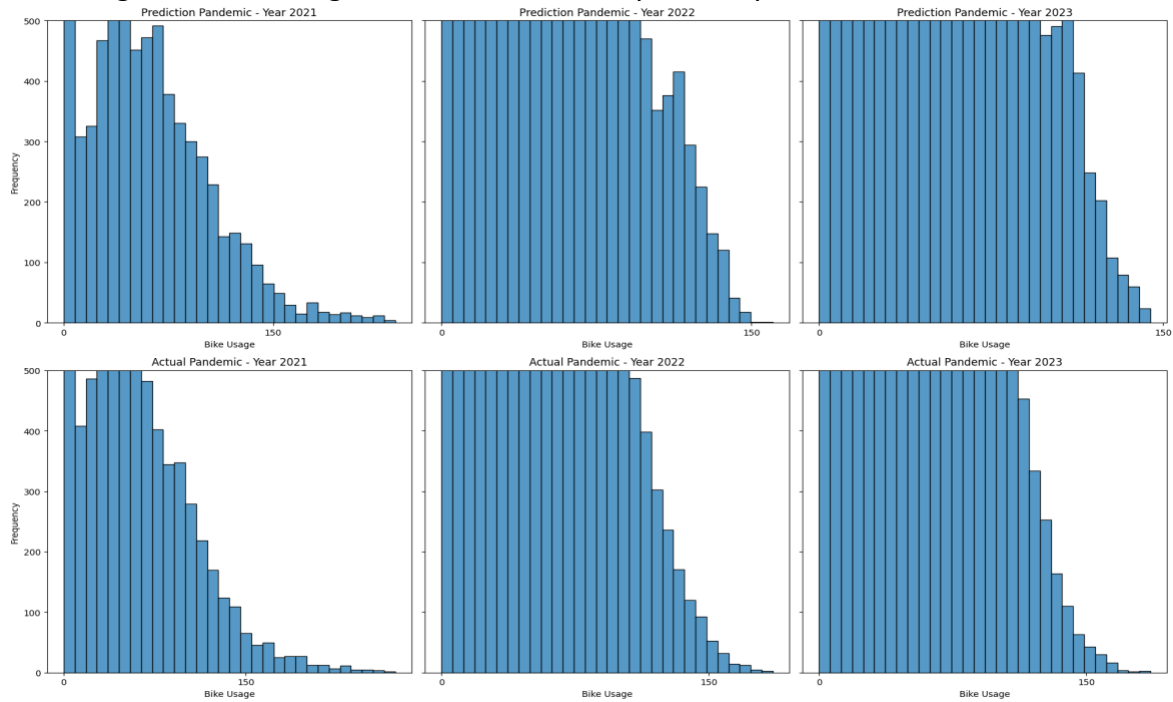 Prediction Pandemic - Year 2021
Prediction Pandemic - Year 2022
Prediction Pandemic - Year 2023
500
400
300
200
100
0
Frequency
0
150
Bike Usage
0
150
Bike Usage
0
150
Bike Usage
Actual Pandemic - Year 2021
Actual Pandemic - Year 2022
Actual Pandemic - Year 2023
500
400
300
200
100
0
Frequency
0
150
Bike Usage
0
150
Bike Usage
0
150
Bike Usage